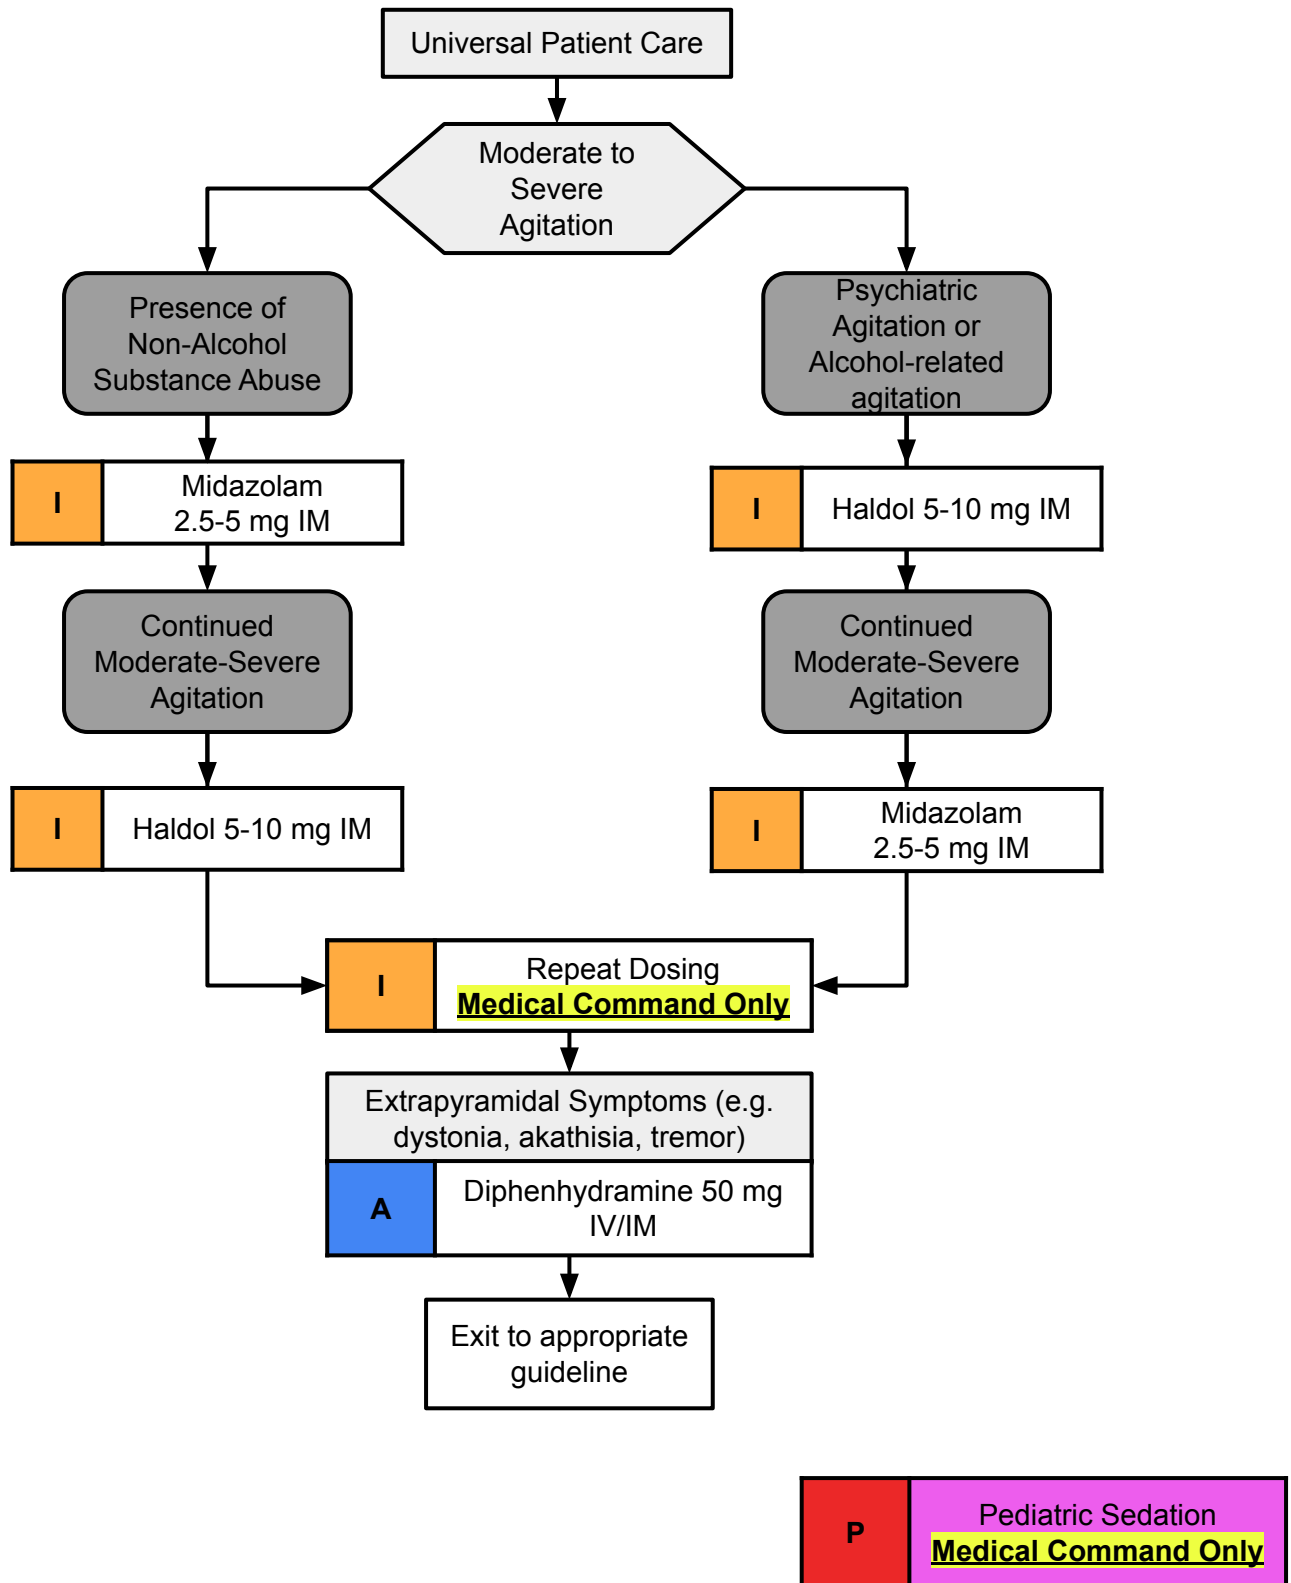 Universal Patient Care
Moderate to
Severe
Agitation
Presence of
Non-Alcohol
Substance Abuse
I
Midazolam
2.5-5 mg IM
Continued
Moderate-Severe
Agitation
I
Haldol 5-10 mg IM
Psychiatric
Agitation or
Alcohol-related
agitation
I
Haldol 5-10 mg IM
Continued
Moderate-Severe
Agitation
I
Midazolam
2.5-5 mg IM
I
Repeat Dosing
Medical Command Only
Extrapyramidal Symptoms (e.g.
dystonia, akathisia, tremor)
A
Diphenhydramine 50 mg
IV/IM
Exit to appropriate
guideline
P
Pediatric Sedation
Medical Command Only